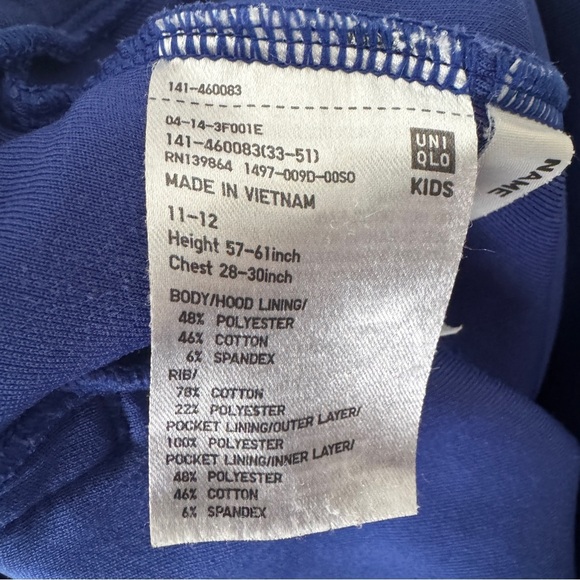 141-460083
04-14-3F001E
141-460083(33-51)
RN139864 1497-009D-00S0
MADE IN VIETNAM
UNI
QLO
KIDS
NAME
11-12
Height 57-61inch
Chest 28-30inch
BODY/HOOD LINING/
48% POLYESTER
46% COTTON
6% SPANDEX
RIB/
78% COTTON
22% POLYESTER
POCKET LINING/OUTER LAYER/
100% POLYESTER
POCKET LINING/INNER LAYER/
48% POLYESTER
46% COTTON
6% SPANDEX